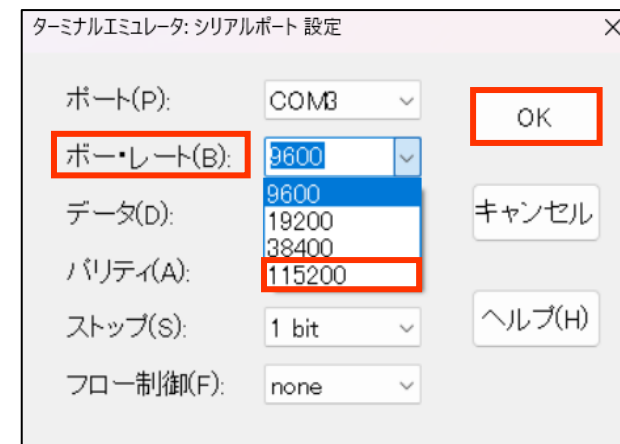 ターミナルエミュレータ: シリアルポート 設定
ポート(P): COM3
OK
ボー・レート(B): 9600
9600
19200
38400
115200
データ(D):
キャンセル
パリティ(A):
ストップ(S): 1 bit
ヘルプ(H)
フロー制御(F): none